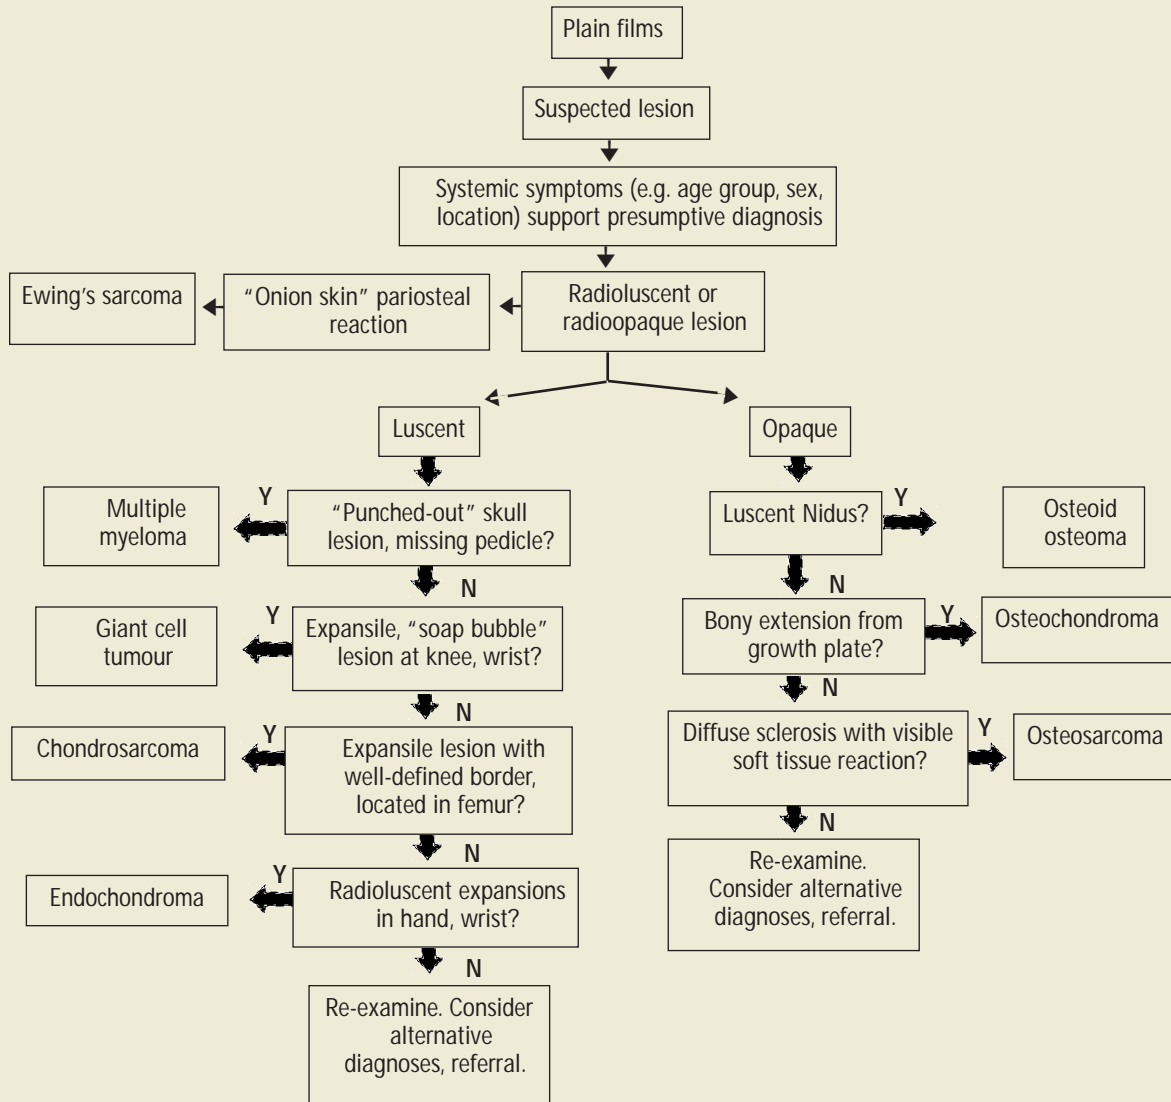 Plain films
Suspected lesion
Systemic symptoms (e.g. age group, sex,
location) support presumptive diagnosis
Ewing's sarcoma
“Onion skin” pariosteal
reaction
Radioluscent or
radioopaque lesion
Luscent
Opaque
Multiple
myeloma
Y
“Punched-out” skull
lesion, missing pedicle?
N
Giant cell
tumour
Y
Expansile, “soap bubble”
lesion at knee, wrist?
N
Chondrosarcoma
Y
Expansile lesion with
well-defined border,
located in femur?
N
Endochondroma
Y
Radioluscent expansions
in hand, wrist?
N
Re-examine. Consider
alternative
diagnoses, referral.
Luscent Nidus?
Y
Osteoid
osteoma
N
Bony extension from
growth plate?
Y
Osteochondroma
N
Diffuse sclerosis with visible
soft tissue reaction?
Y
Osteosarcoma
N
Re-examine.
Consider alternative
diagnoses, referral.